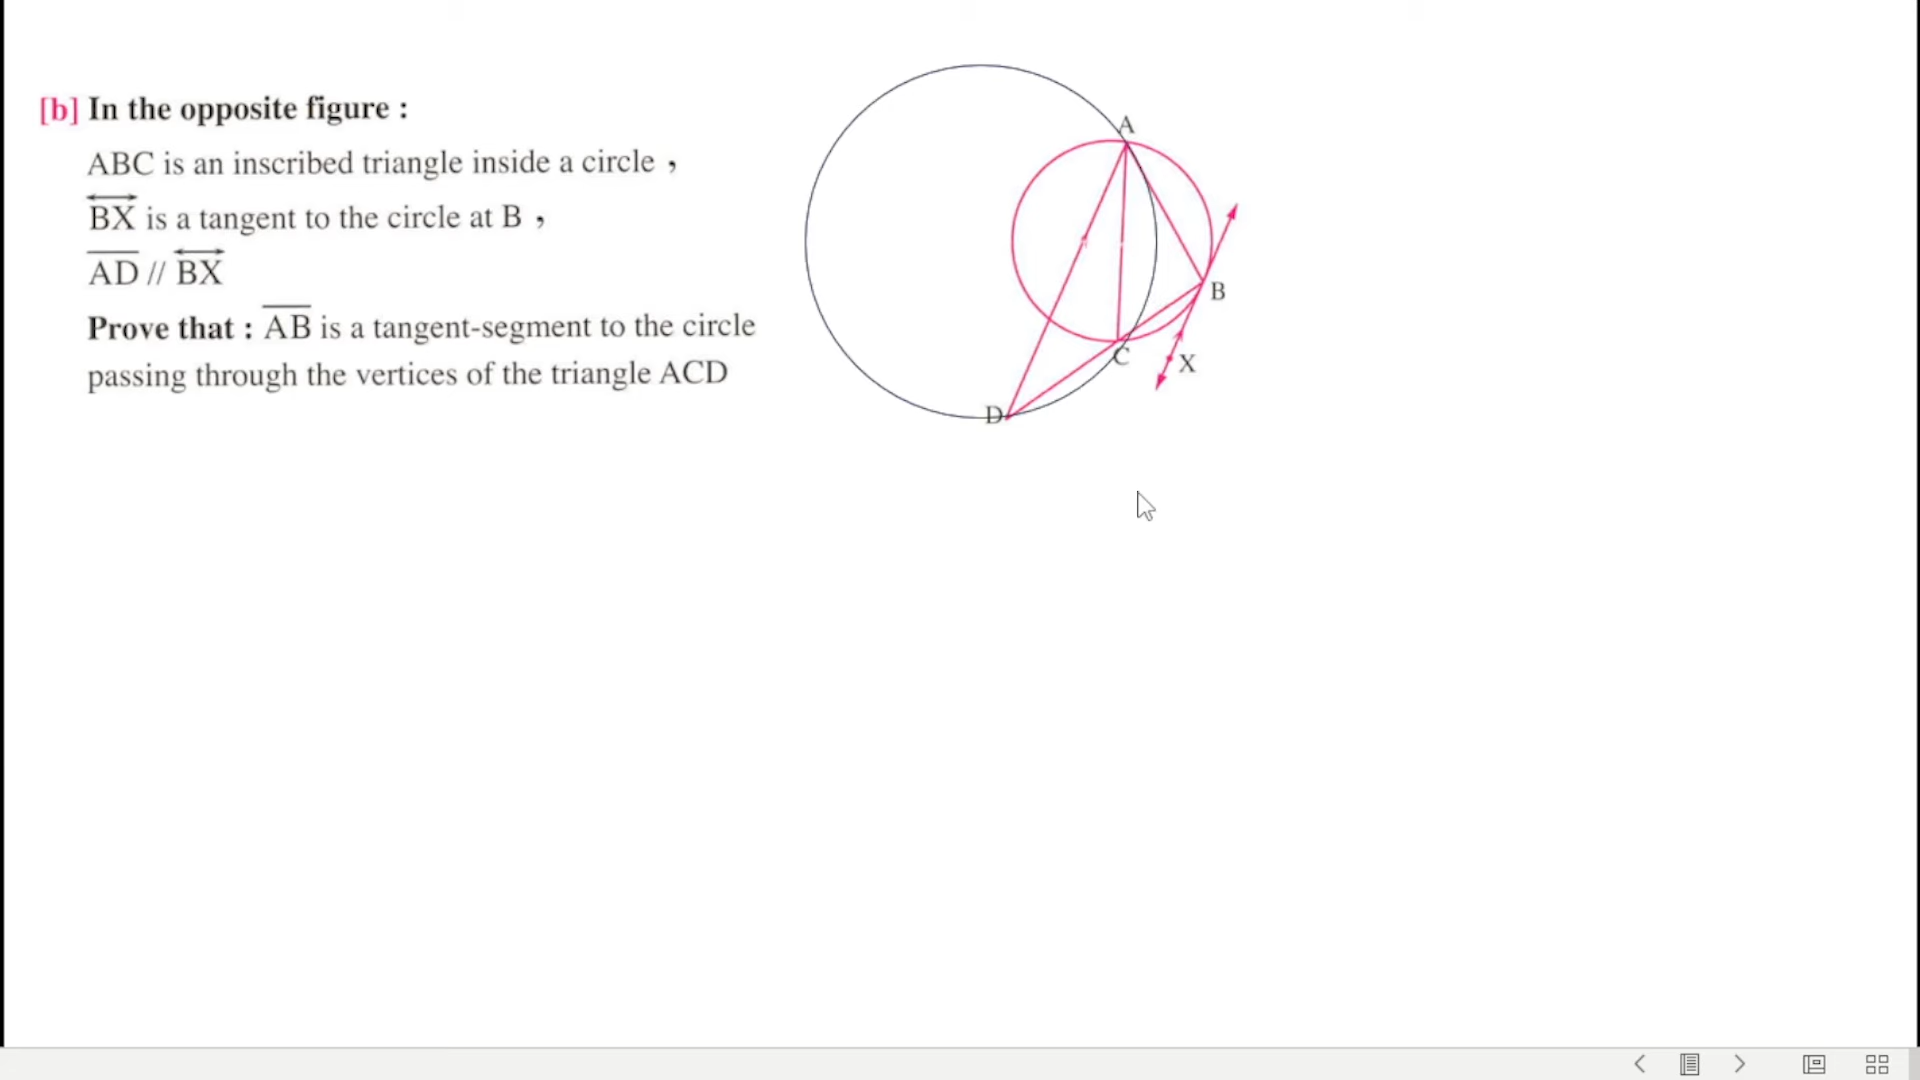 [b] In the opposite figure :
ABC is an inscribed triangle inside a circle ,
BX is a tangent to the circle at B ,
AD // BX
Prove that : AB is a tangent-segment to the circle
passing through the vertices of the triangle ACD
A
B
C
X
D